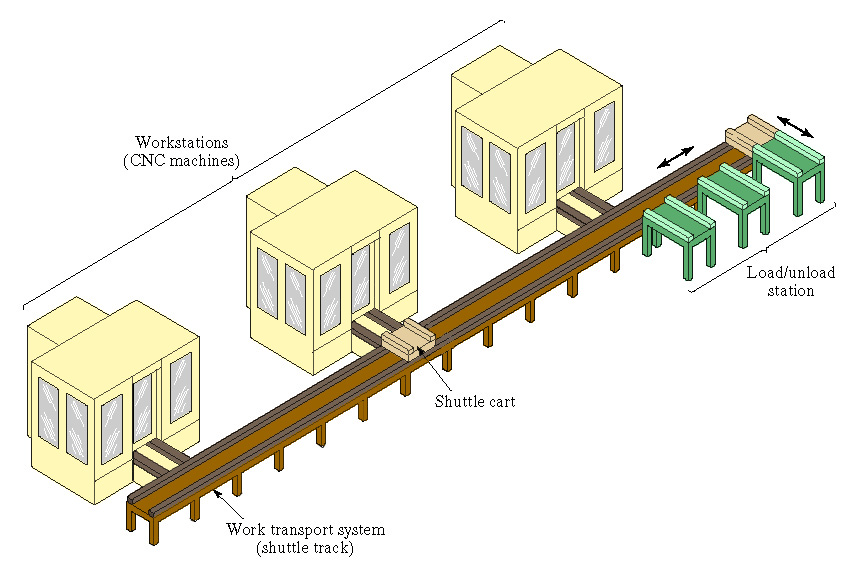 Workstations
(CNC machines)
Load/unload
station
Shuttle cart
Work transport system
(shuttle track)